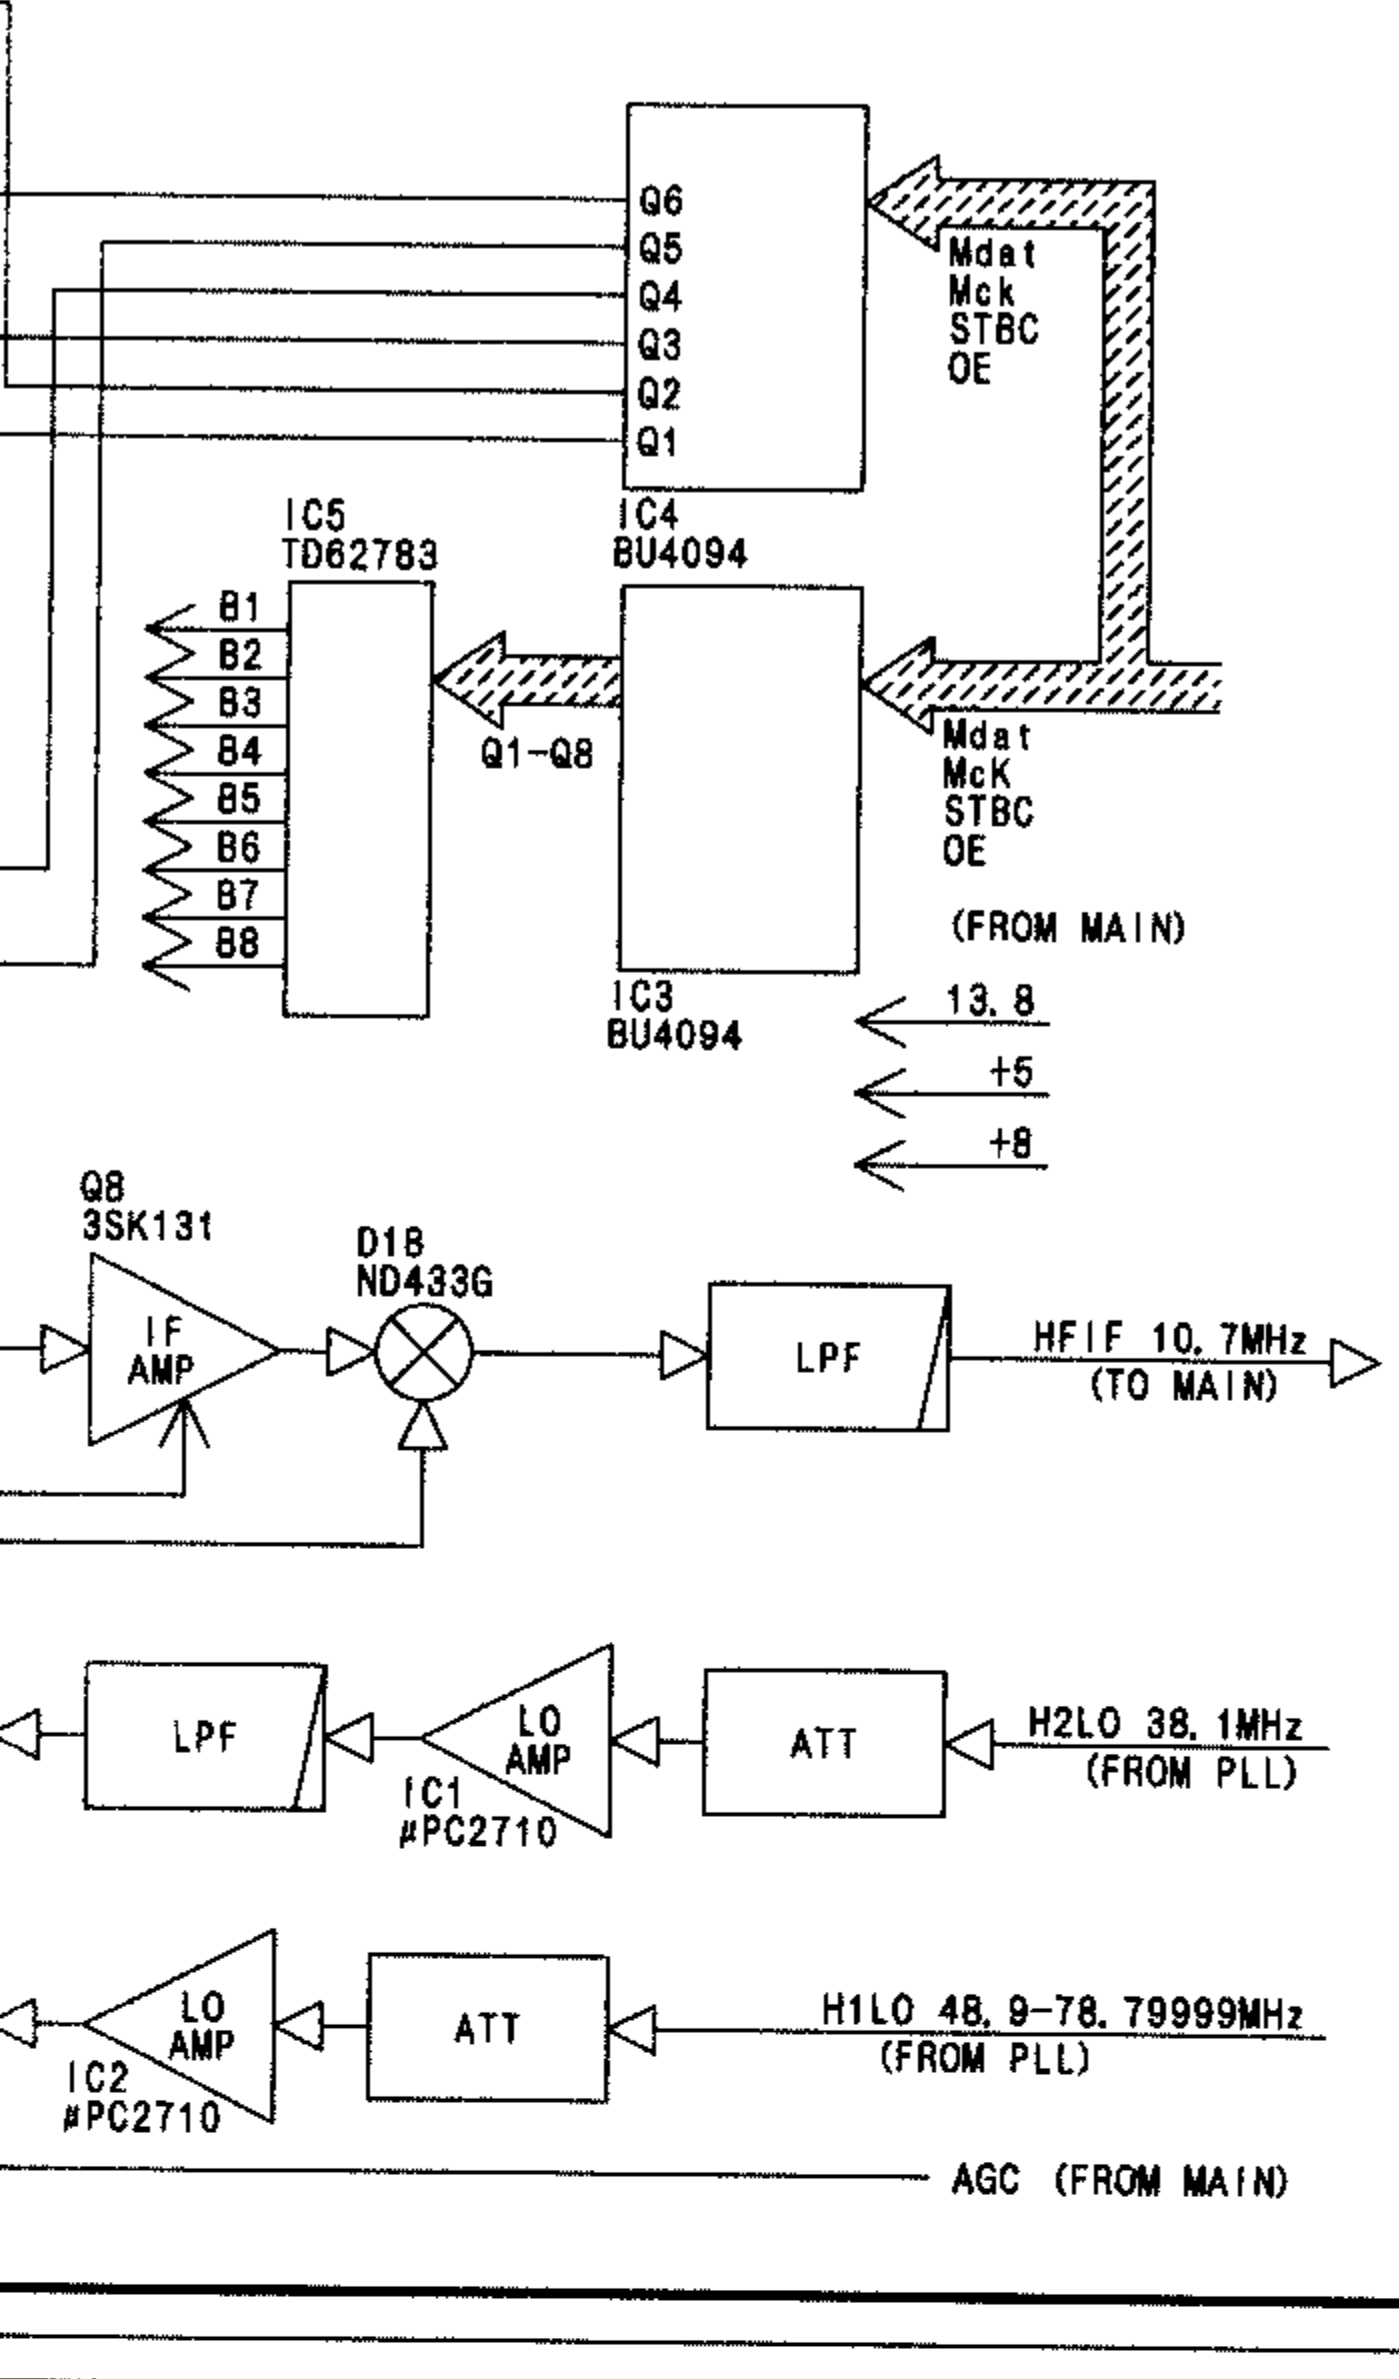 Q6
Q5
Q4
Q3
Q2
Q1
Mdat
Mck
STBC
OE
IC4
BU4094
IC5
TD62783
B1
B2
B3
B4
B5
B6
B7
B8
Q1-Q8
Mdat
McK
STBC
OE
(FROM MAIN)
IC3
BU4094
13.8
+5
+8
Q8
3SK131
IF
AMP
D18
ND433G
LPF
HFIF 10.7MHz
(TO MAIN)
LPF
LO
AMP
IC1
μPC2710
ATT
H2LO 38.1MHz
(FROM PLL)
LO
AMP
IC2
μPC2710
ATT
H1LO 48.9-78.79999MHz
(FROM PLL)
AGC (FROM MAIN)